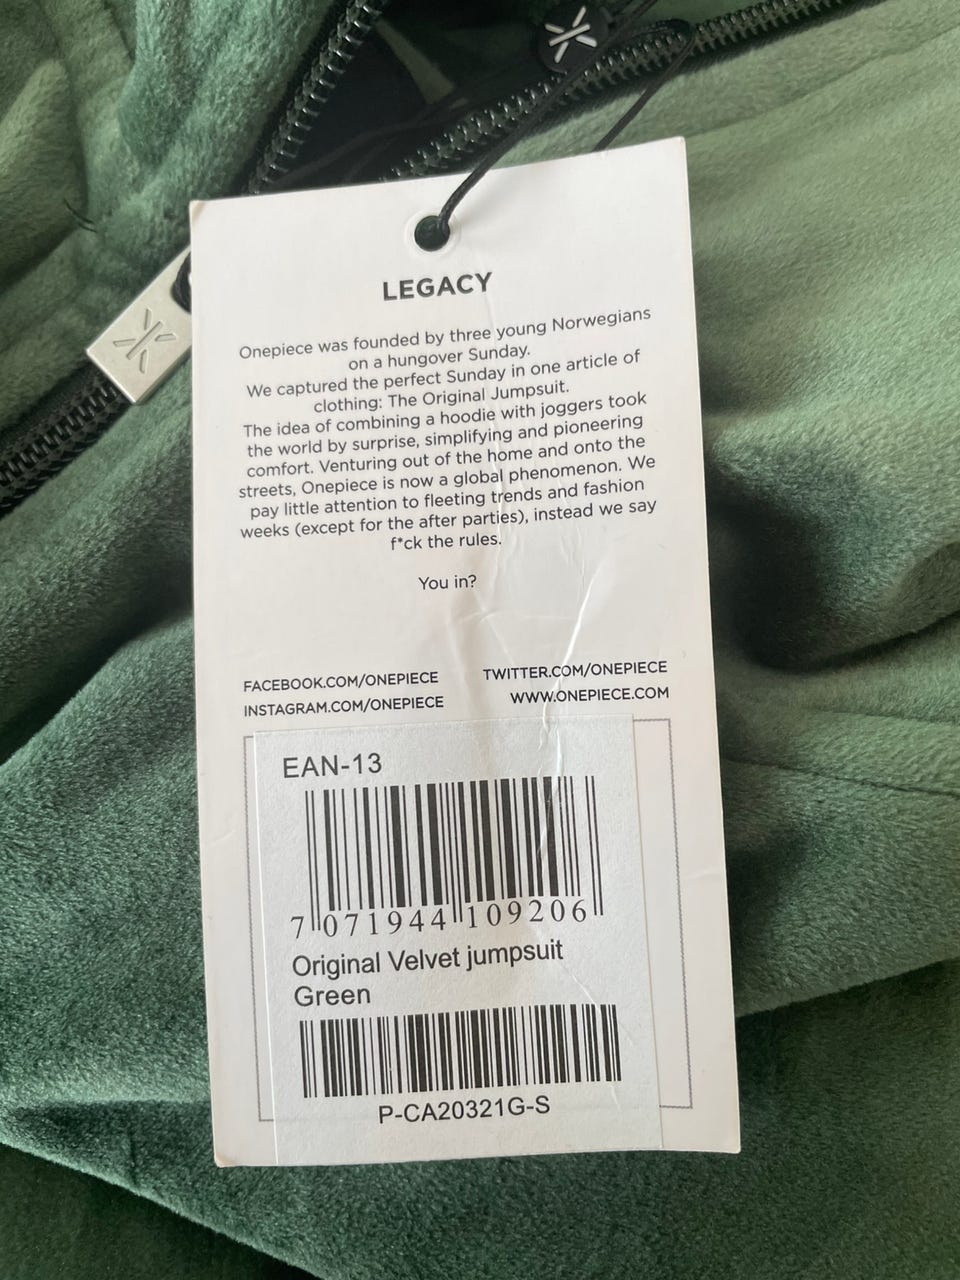 LEGACY
Onepiece was founded by three young Norwegians
on a hungover Sunday.
We captured the perfect Sunday in one article of
clothing: The Original Jumpsuit.
The idea of combining a hoodie with joggers took
the world by surprise, simplifying and pioneering
comfort. Venturing out of the home and onto the
streets, Onepiece is now a global phenomenon. We
pay little attention to fleeting trends and fashion
weeks (except for the after parties), instead we say
f*ck the rules.
You in?
FACEBOOK.COM/ONEPIECE TWITTER.COM/ONEPIECE
INSTAGRAM.COM/ONEPIECE WWW.ONEPIECE.COM
EAN-13
7 071944 109206
Original Velvet jumpsuit
Green
P-CA20321G-S